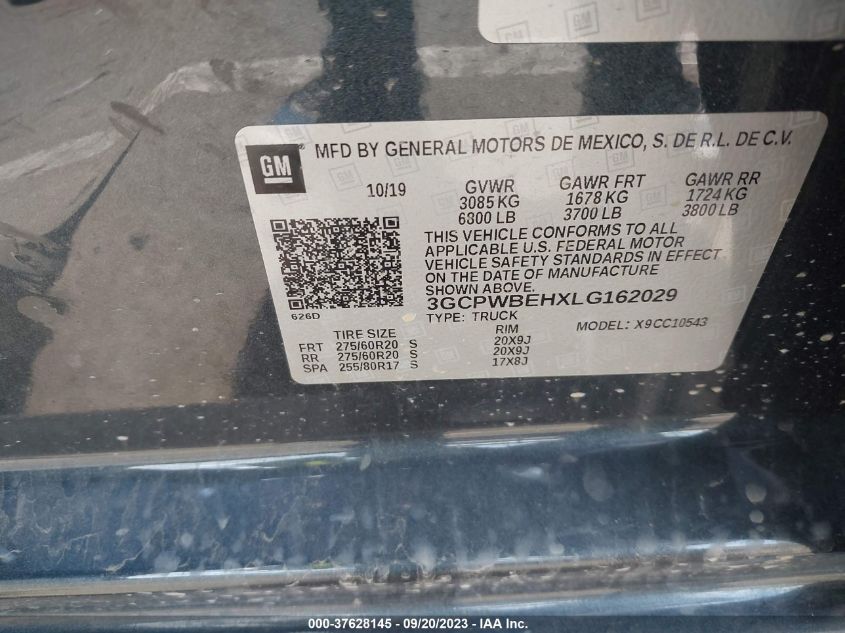 GM
GM ® MFD BY GENERAL MOTORS DE MEXICO, S. DE R.L. DE C.V.
10/19 GVWR GAWR FRT GAWR RR
3085 KG 1678 KG 1724 KG
6800 LB 3700 LB 3800 LB
THIS VEHICLE CONFORMS TO ALL
APPLICABLE U.S. FEDERAL MOTOR
VEHICLE SAFETY STANDARDS IN EFFECT
ON THE DATE OF MANUFACTURE
SHOWN ABOVE.
626D 3GCPWBEHXLG162029
TYPE: TRUCK MODEL: X9CC10543
TIRE SIZE RIM
FRT 275/60R20 S 20X9J
RR 275/60R20 S 20X9J
SPA 255/80R17 S 17X8J
000-37628145 - 09/20/2023 - IAA Inc.